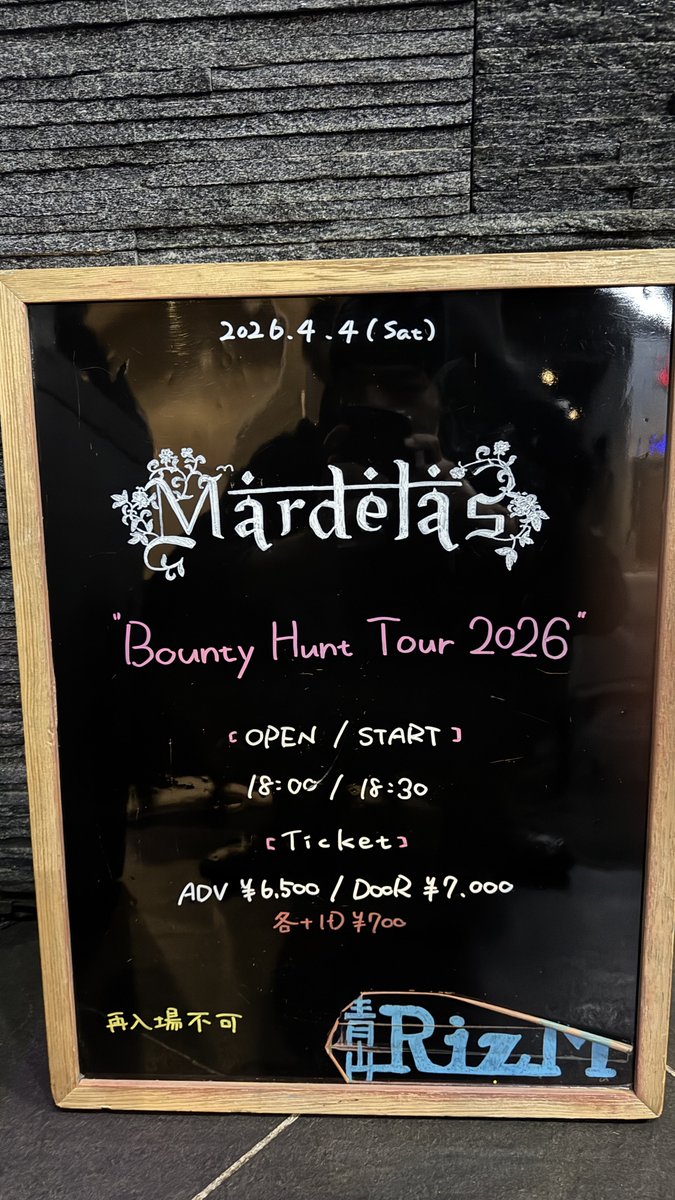 2026.4.4(Sat)
Mardelas
"Bounty Hunt Tour 2026"
[OPEN / START]
18:00 / 18:30
[Ticket]
ADV ¥6,500 / DOOR ¥7,000
各+1D ¥700
再入場不可
青山 RizM